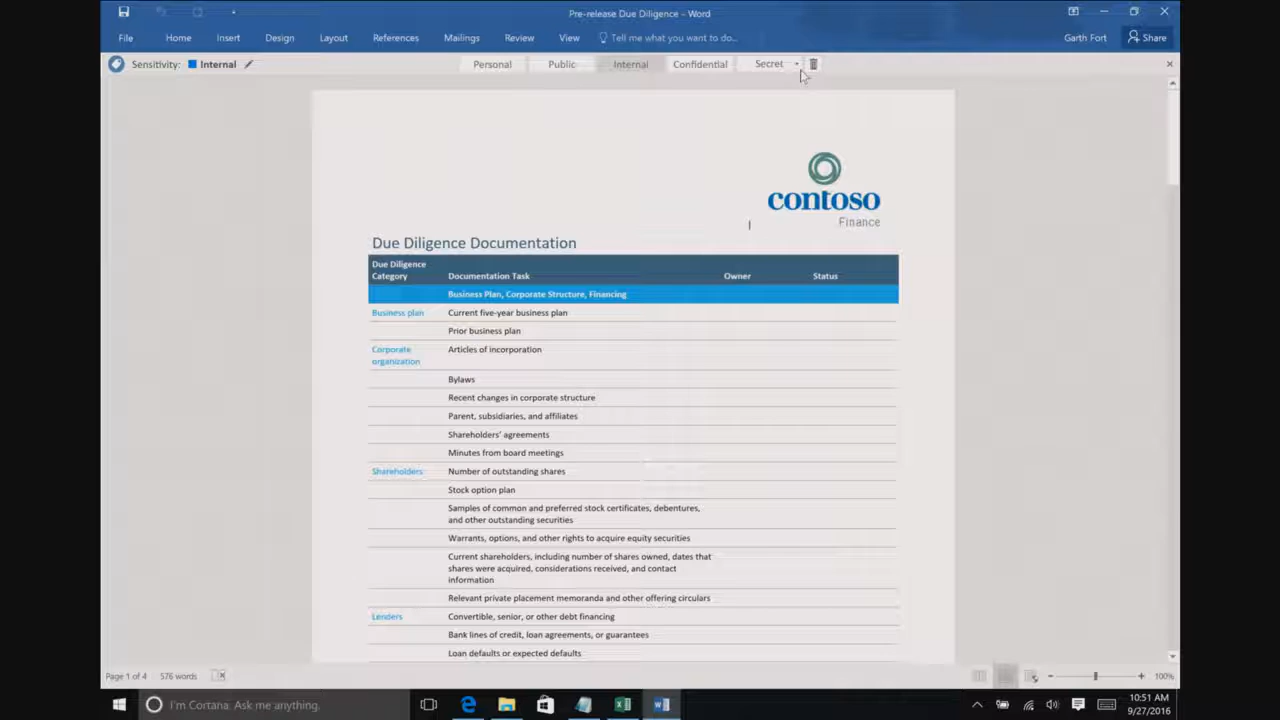 Pre-release Due Diligence - Word
File Home Insert Design Layout References Mailings Review View Tell me what you want to do... Garth Fort Share
Sensitivity: Internal Personal Public Internal Confidential Secret
contoso
Finance
Due Diligence Documentation
Due Diligence
Category Documentation Task Owner Status
Business Plan, Corporate Structure, Financing
Business plan Current five-year business plan
Prior business plan
Corporate Articles of incorporation
organization
Bylaws
Recent changes in corporate structure
Parent, subsidiaries, and affiliates
Shareholders' agreements
Minutes from board meetings
Shareholders Number of outstanding shares
Stock option plan
Samples of common and preferred stock certificates, debentures,
and other outstanding securities
Warrants, options, and other rights to acquire equity securities
Current shareholders, including number of shares owned, dates that
shares were acquired, considerations received, and contact
information
Relevant private placement memoranda and other offering circulars
Lenders Convertible, senior, or other debt financing
Bank lines of credit, loan agreements, or guarantees
Loan defaults or expected defaults
Page 1 of 4 576 words 100%
I'm Cortana. Ask me anything. 10:51 AM
9/27/2016